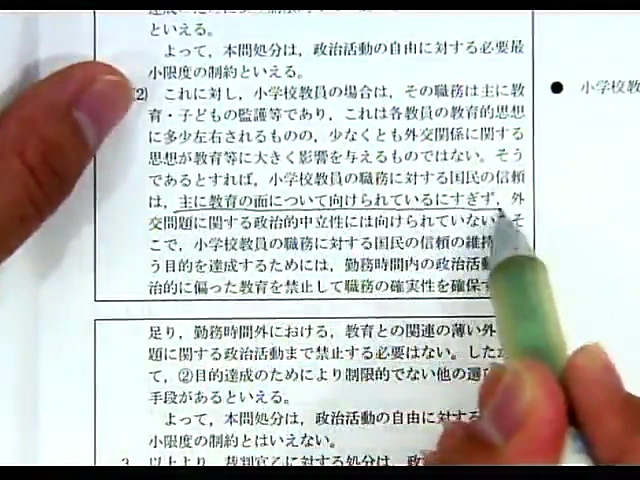 といえる。
よって，本問処分は，政治活動の自由に対する必要最
小限度の制約といえる。
(2) これに対し，小学校教員の場合は，その職務は主に教
育・子どもの監護等であり，これは各教員の教育的思想
に多少左右されるものの，少なくとも外交関係に関する
思想が教育等に大きく影響を与えるものではない。そう
であるとすれば，小学校教員の職務に対する国民の信頼
は，主に教育の面について向けられているにすぎず，外
交問題に関する政治的中立性には向けられていない。そ
こで，小学校教員の職務に対する国民の信頼の維持
う目的を達成するためには，勤務時間内の政治活動
治的に偏った教育を禁止して職務の確実性を確保す
足り，勤務時間外における，教育との関連の薄い外
題に関する政治活動まで禁止する必要はない。した
て，②目的達成のためにより制限的でない他の選
手段があるといえる。
よって，本問処分は，政治活動の自由に対する
小限度の制約とはいえない。
3 以上より，裁判官乙に対する処分は，政
● 小学校教